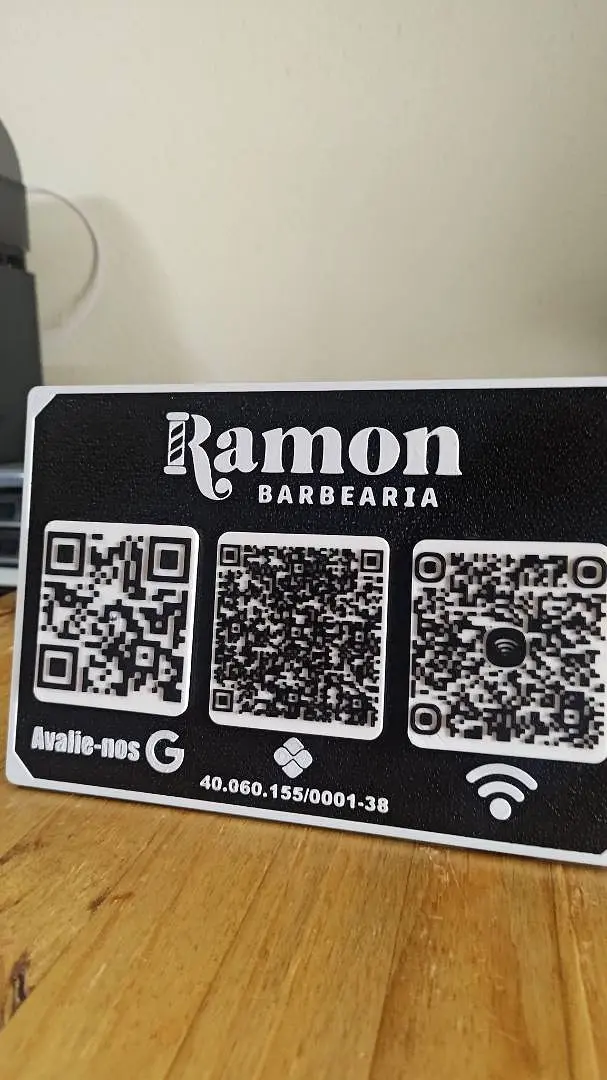 Ramon
BARBEARIA
Avalie-nos G
40.060.155/0001-38